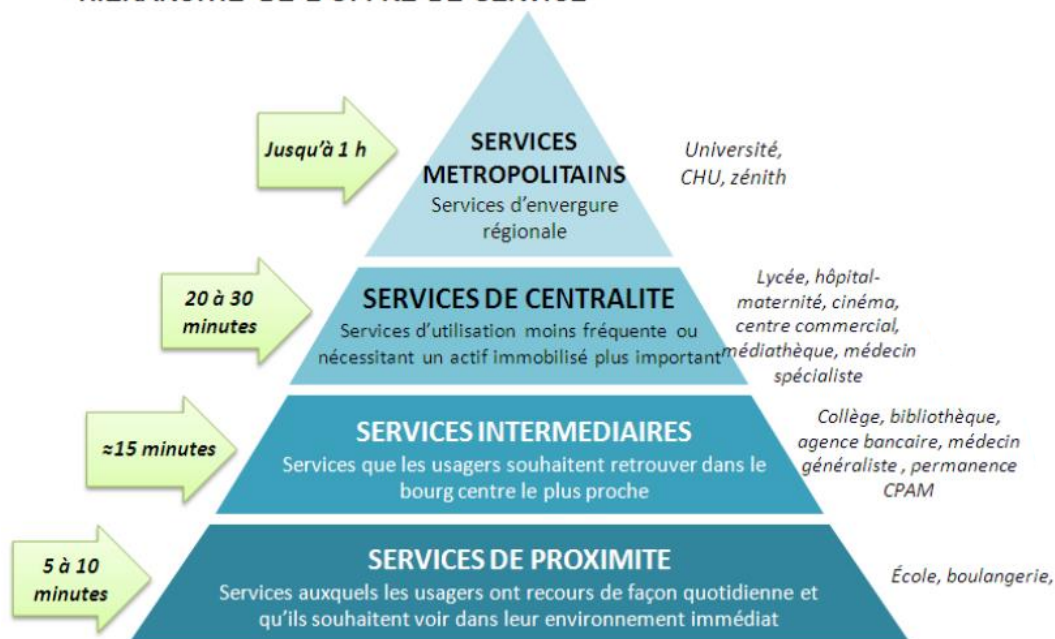 Jusqu'à 1 h
SERVICES
METROPOLITAINS
Services d'envergure
régionale
Université,
CHU, zénith
20 à 30
minutes
SERVICES DE CENTRALITE
Services d'utilisation moins fréquente ou
nécessitant un actif immobilisé plus important
Lycée, hôpital-
maternité, cinéma,
centre commercial,
médiathèque, médecin
spécialiste
≈15 minutes
SERVICES INTERMEDIAIRES
Services que les usagers souhaitent retrouver dans le
bourg centre le plus proche
Collège, bibliothèque,
agence bancaire, médecin
généraliste , permanence
CPAM
5 à 10
minutes
SERVICES DE PROXIMITE
Services auxquels les usagers ont recours de façon quotidienne et
qu'ils souhaitent voir dans leur environnement immédiat
École, boulangerie,